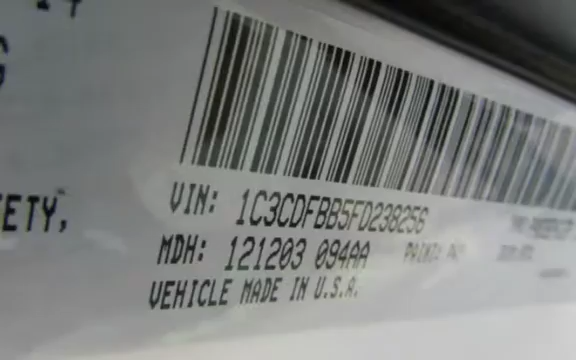 ETY,
VIN: 1C3CDFBB5FD238256
MDH: 121203 094AA
VEHICLE MADE IN U.S.A.